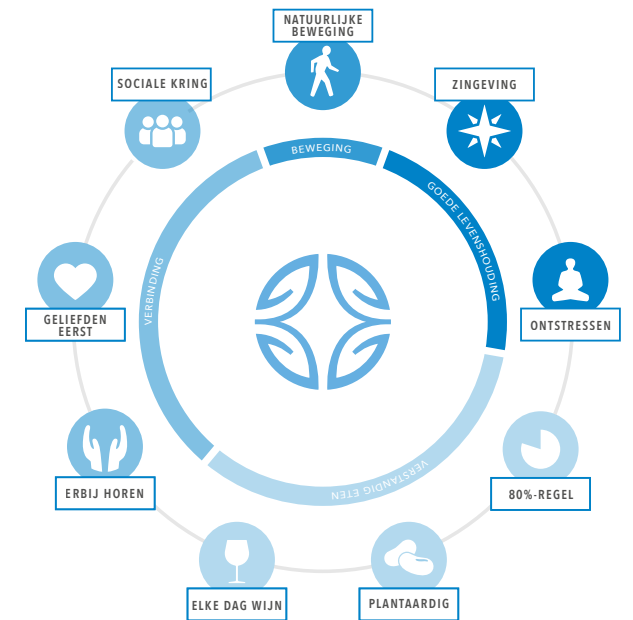 NATUURLIJKE
BEWEGING
SOCIALE KRING
ZINGEVING
BEWEGING
GOEDE LEVENSHOUDING
VERBINDING
GELIEFDEN
EERST
ONTSTRESSEN
VERSTANDIG ETEN
ERBIJ HOREN
80%-REGEL
ELKE DAG WIJN
PLANTAARDIG